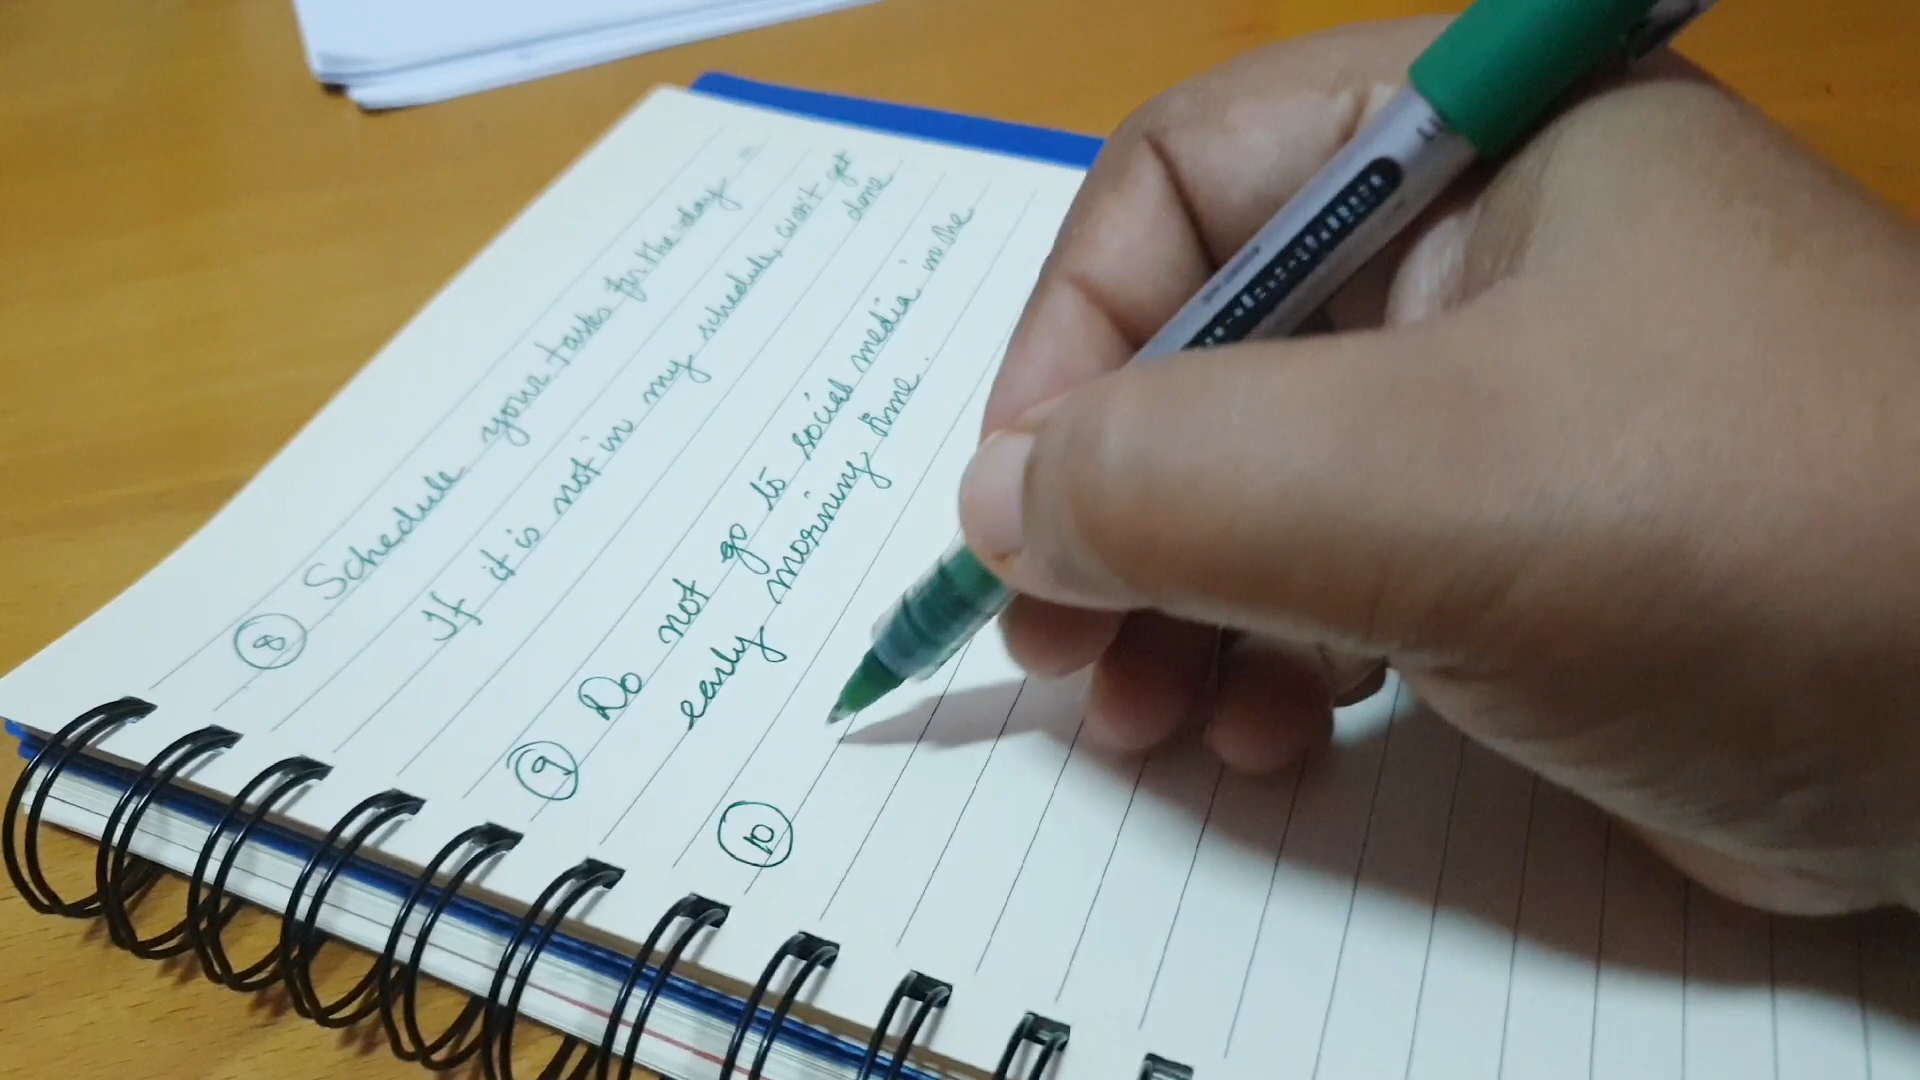 ⑧ Schedule your tasks for the day
If it is not in my schedule, won't get
done
⑨ Do not go to social media in the
early morning time.
⑩